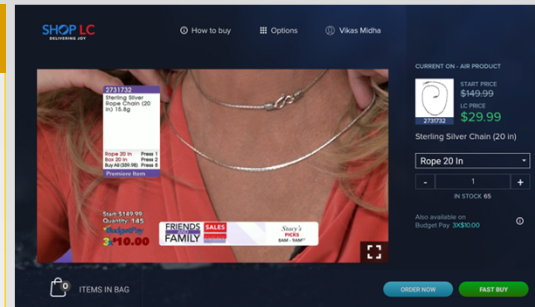 SHOP LC
DELIVERING JOY
How to buy
Options
Vikas Midha
CURRENT ON - AIR PRODUCT
START PRICE
$149.99
LC PRICE
$29.99
2731732
Sterling Silver Chain (20 in)
Rope 20 In
- 1 +
IN STOCK 65
Also available on
Budget Pay 3X$10.00
2731732
Sterling Silver
Rope Chain (20
in) 15.8g
Rope 20 in Press 1
Box 20 in Press 2
Buy All ($59.98) Press 9
Premiere Item
Start: $149.99
Quantity: 145
BudgetPay
3x$10.00
FRIENDS
FAMILY
SALES
Stacy's
PICKS
8AM - 9AM
0
ITEMS IN BAG
ORDER NOW
FAST BUY